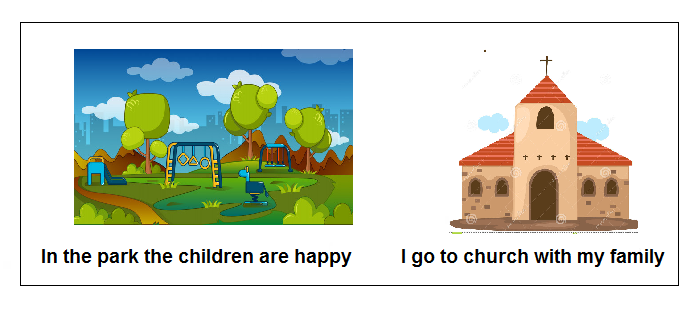 In the park the children are happy
I go to church with my family